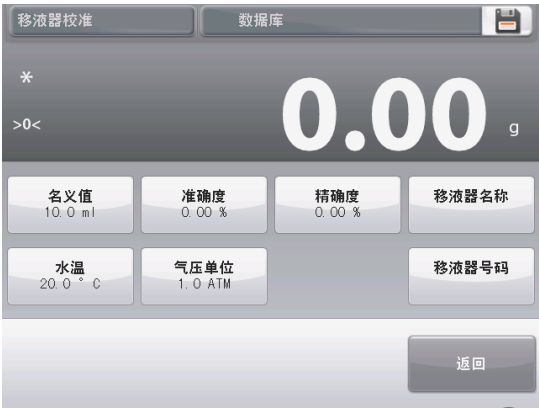 移液器校准
数据库
*
>0<
0.00 g
名义值
10.0 ml
准确度
0.00 %
精确度
0.00 %
移液器名称
水温
20.0 ° C
气压单位
1.0 ATM
移液器号码
返回